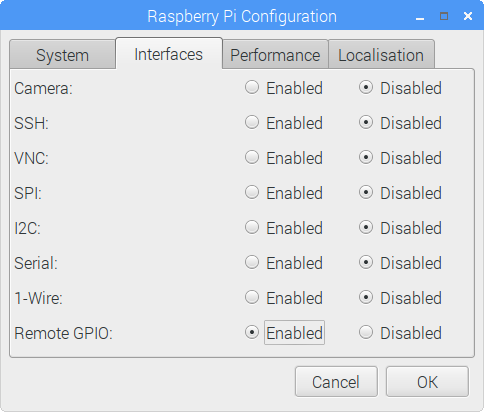 Raspberry Pi Configuration
System Interfaces Performance Localisation
Camera: Enabled Disabled
SSH: Enabled Disabled
VNC: Enabled Disabled
SPI: Enabled Disabled
I2C: Enabled Disabled
Serial: Enabled Disabled
1-Wire: Enabled Disabled
Remote GPIO: Enabled Disabled
Cancel OK